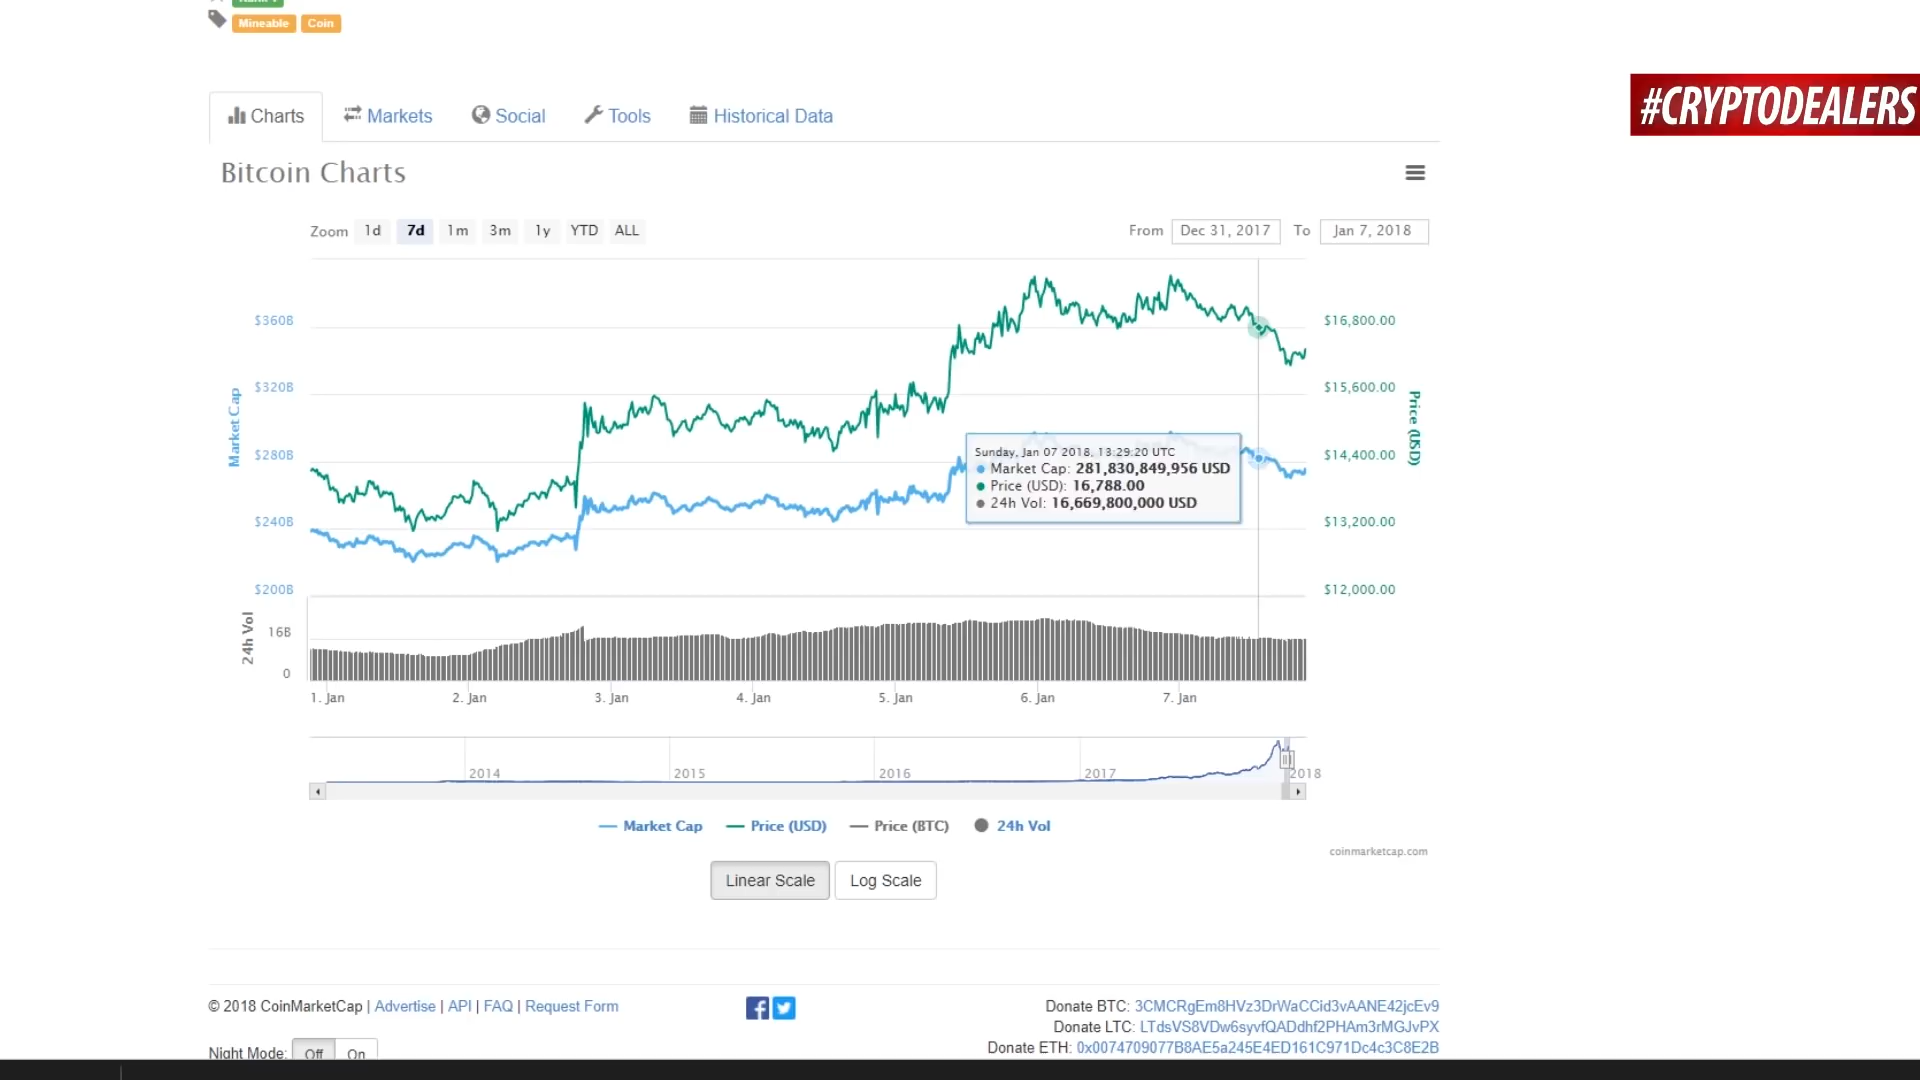 Mineable Coin
#CRYPTODEALERS
Charts Markets Social Tools Historical Data
Bitcoin Charts
Zoom 1d 7d 1m 3m 1y YTD ALL From Dec 31, 2017 To Jan 7, 2018
$360B $16,800.00
$320B $15,600.00
Market Cap
Price (USD)
$280B $14,400.00
Sunday, Jan 07 2018, 13:29:20 UTC
Market Cap: 281,830,849,956 USD
Price (USD): 16,788.00
24h Vol: 16,669,800,000 USD
$240B $13,200.00
$200B $12,000.00
24h Vol
16B
0
1. Jan 2. Jan 3. Jan 4. Jan 5. Jan 6. Jan 7. Jan
2014 2015 2016 2017 2018
Market Cap Price (USD) Price (BTC) 24h Vol
coinmarketcap.com
Linear Scale Log Scale
© 2018 CoinMarketCap | Advertise | API | FAQ | Request Form
Donate BTC: 3CMCRgEm8HVz3DrWaCCid3vAANE42jcEv9
Donate LTC: LTdsVS8VDw6syvfQADdhf2PHAm3rMGJvPX
Donate ETH: 0x0074709077B8AE5a245E4ED161C971Dc4c3C8E2B
Night Mode: Off On